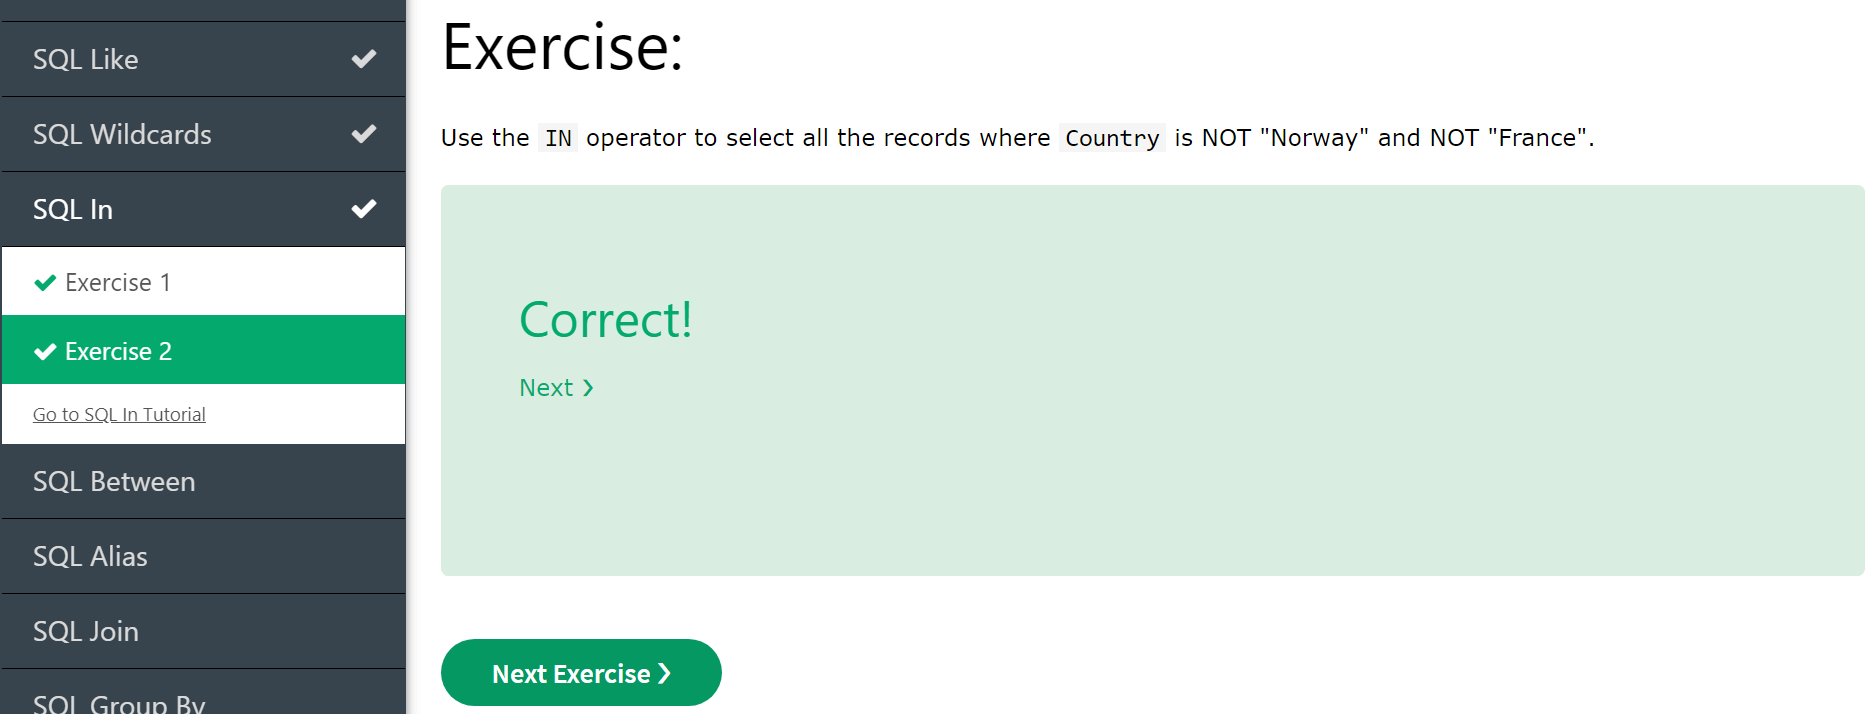 SQL Like
SQL Wildcards
SQL In
Exercise 1
Exercise 2
Go to SQL In Tutorial
SQL Between
SQL Alias
SQL Join
SQL Group By
Exercise:
Use the IN operator to select all the records where Country is NOT "Norway" and NOT "France".
Correct!
Next ❯
Next Exercise ❯